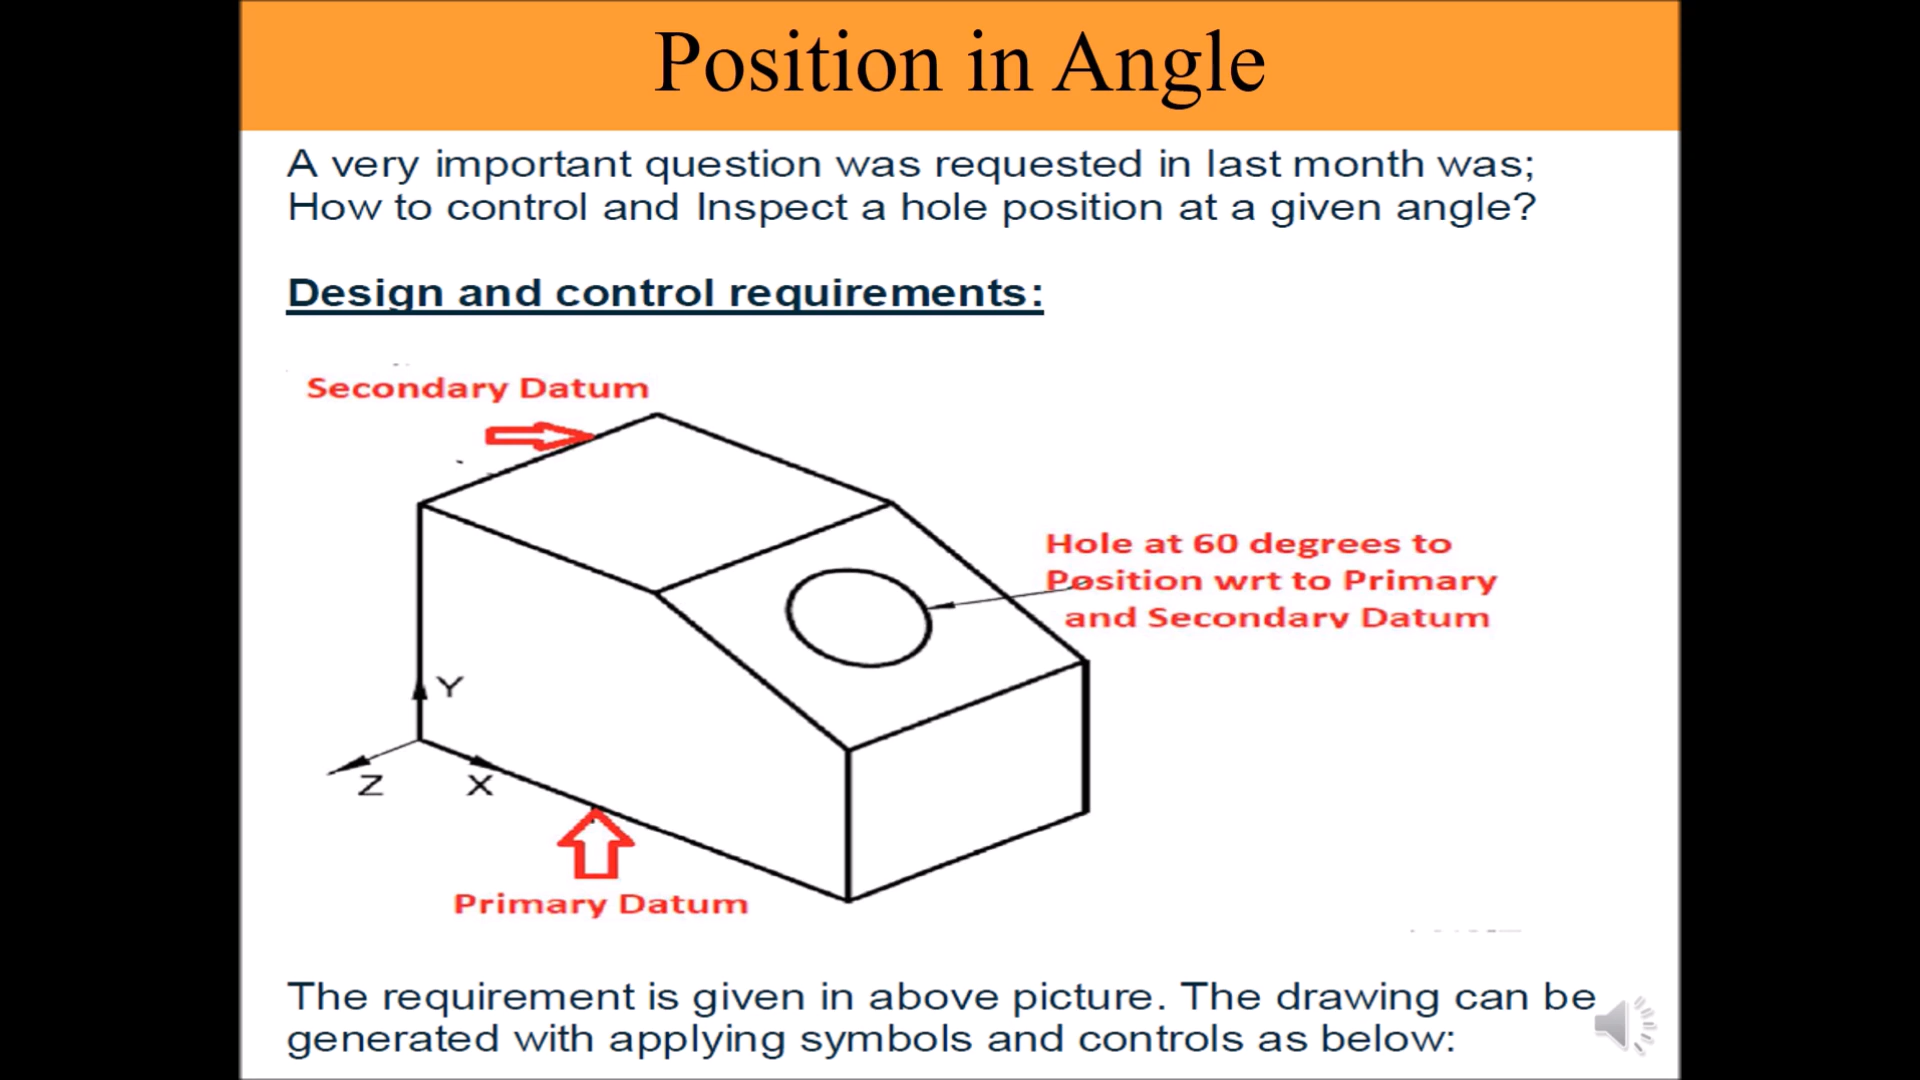 Position in Angle
A very important question was requested in last month was;
How to control and Inspect a hole position at a given angle?
Design and control requirements:
Secondary Datum
Hole at 60 degrees to
Position wrt to Primary
and Secondary Datum
Y
Z
X
Primary Datum
The requirement is given in above picture. The drawing can be
generated with applying symbols and controls as below: